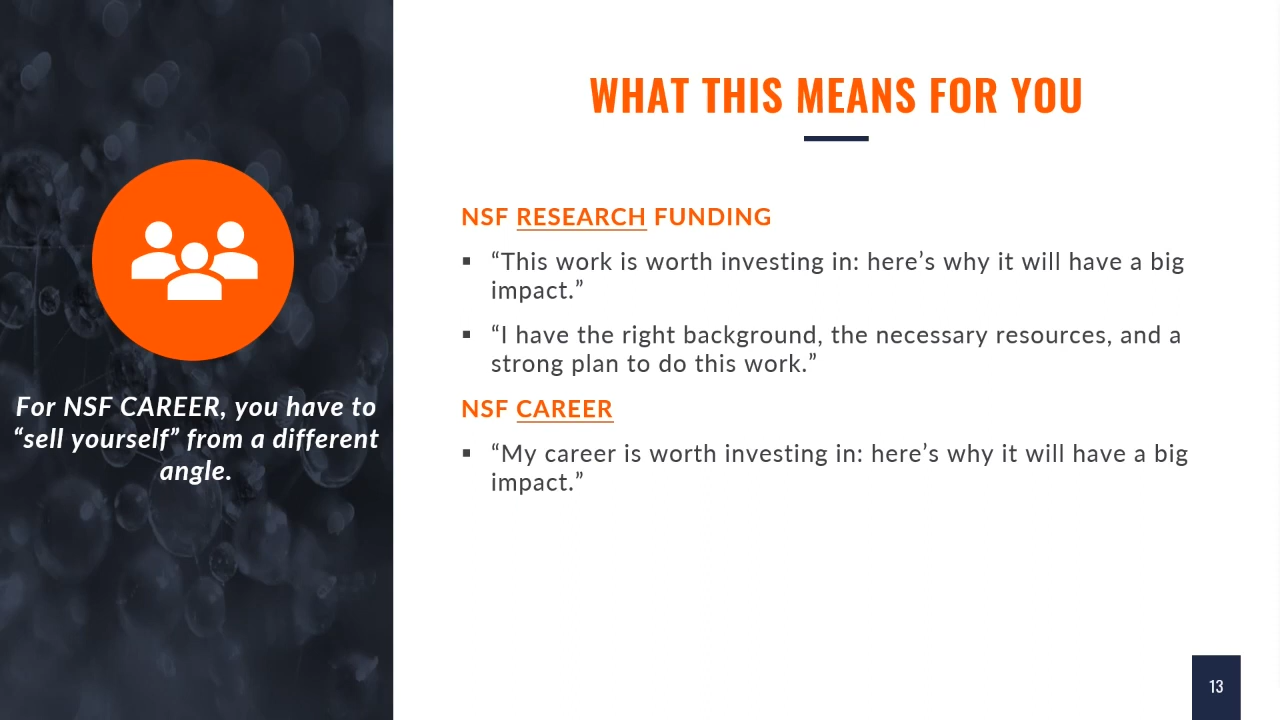 WHAT THIS MEANS FOR YOU
For NSF CAREER, you have to
“sell yourself” from a different
angle.
NSF RESEARCH FUNDING
▪ “This work is worth investing in: here’s why it will have a big
impact.”
▪ “I have the right background, the necessary resources, and a
strong plan to do this work.”
NSF CAREER
▪ “My career is worth investing in: here’s why it will have a big
impact.”
13